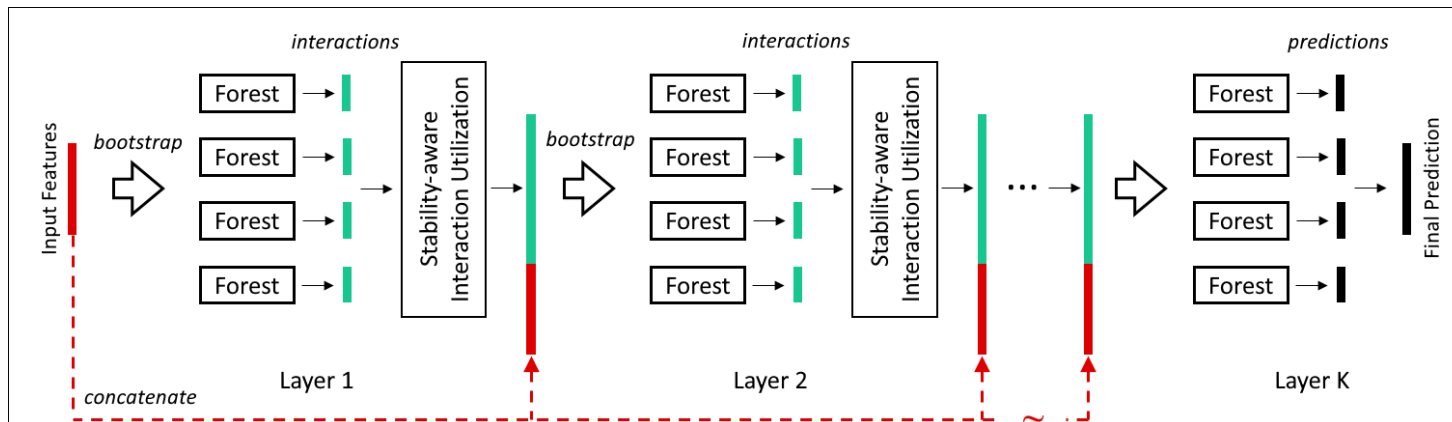 interactions
interactions
predictions
Input Features
bootstrap
Forest
Forest
Forest
Forest
Stability-aware
Interaction Utilization
bootstrap
Forest
Forest
Forest
Forest
Stability-aware
Interaction Utilization
...
Forest
Forest
Forest
Forest
Final Prediction
Layer 1
Layer 2
Layer K
concatenate
~